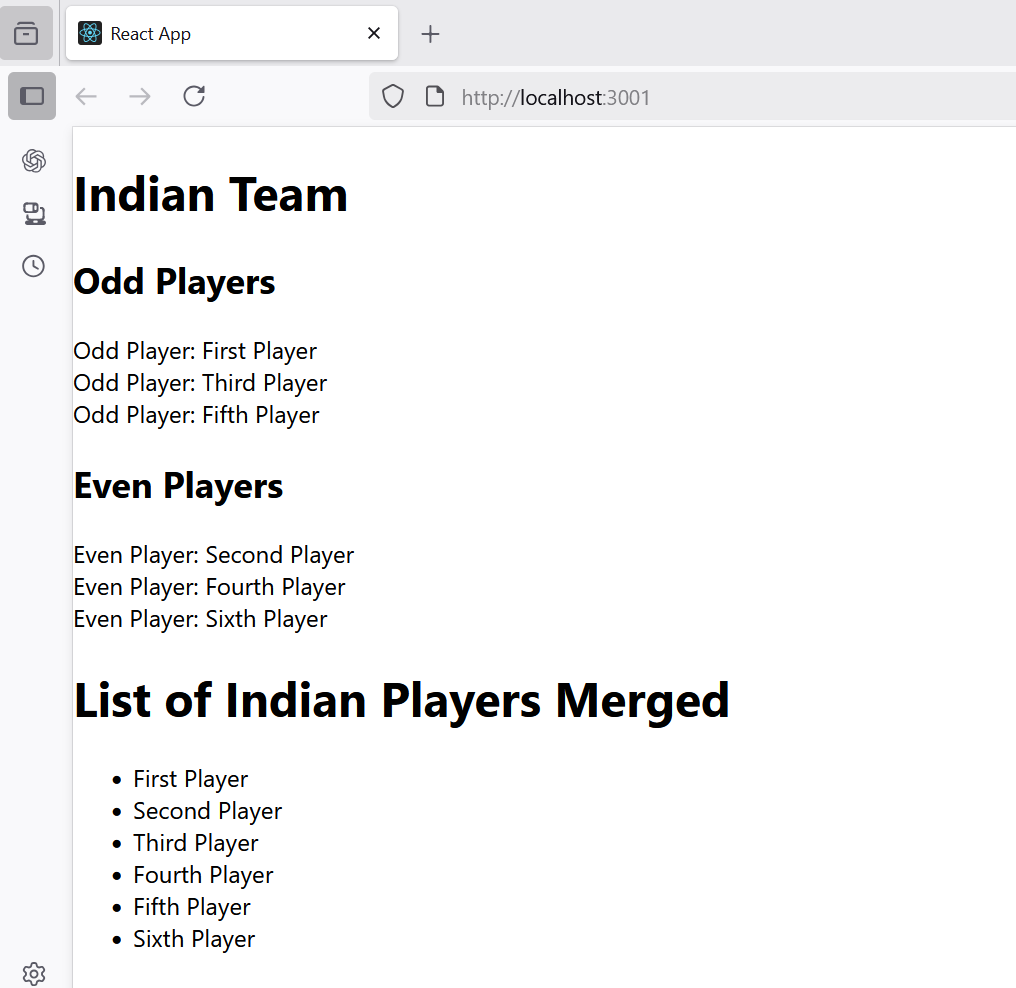 React App
http://localhost:3001
Indian Team
Odd Players
Odd Player: First Player
Odd Player: Third Player
Odd Player: Fifth Player
Even Players
Even Player: Second Player
Even Player: Fourth Player
Even Player: Sixth Player
List of Indian Players Merged
• First Player
• Second Player
• Third Player
• Fourth Player
• Fifth Player
• Sixth Player